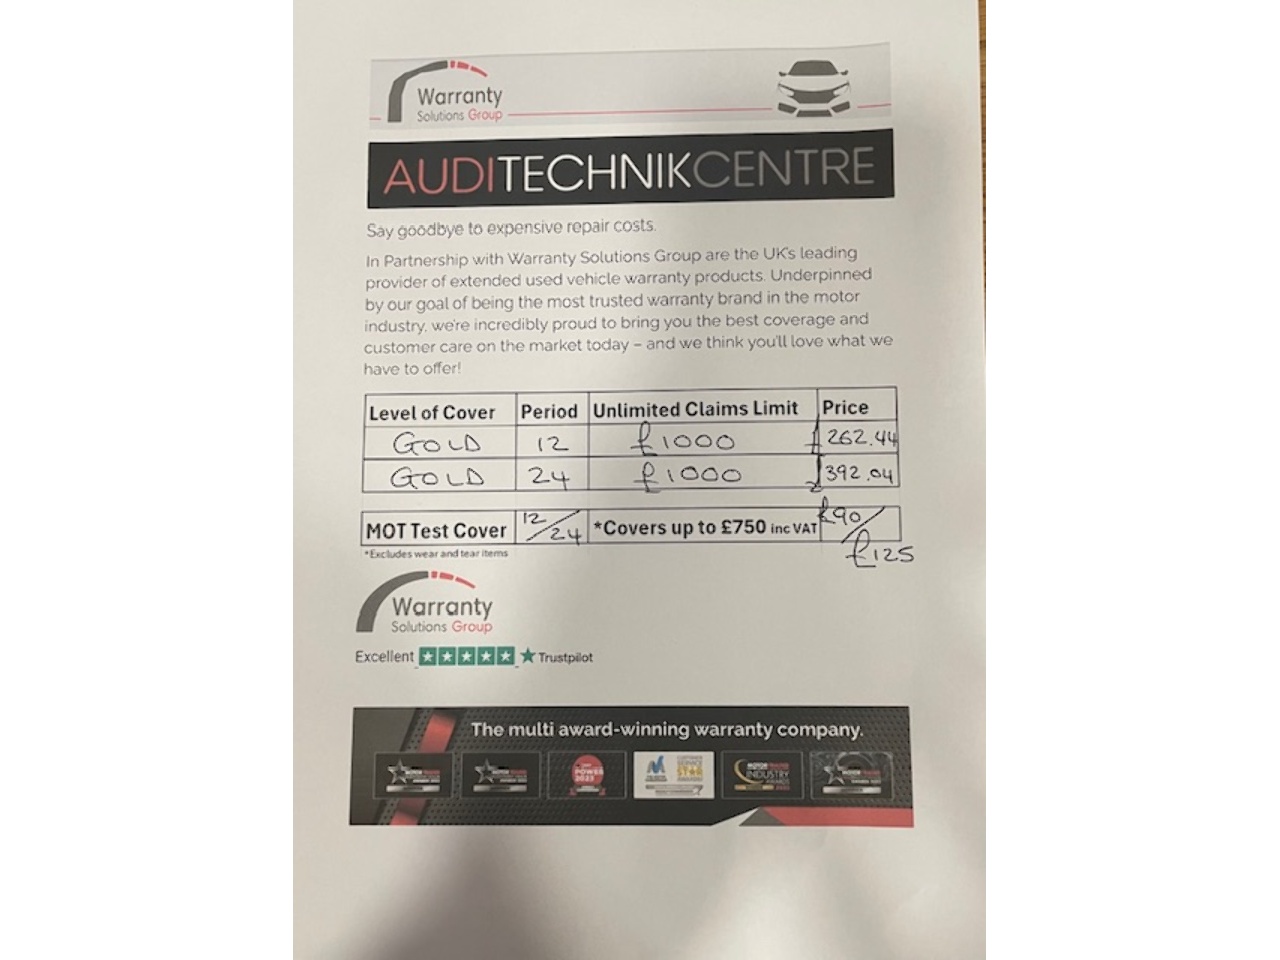 Warranty
Solutions Group
AUDITECHNIKCENTRE
Say goodbye to expensive repair costs.
In Partnership with Warranty Solutions Group are the UK's leading
provider of extended used vehicle warranty products. Underpinned
by our goal of being the most trusted warranty brand in the motor
industry, we're incredibly proud to bring you the best coverage and
customer care on the market today – and we think you'll love what we
have to offer!
Level of Cover Period Unlimited Claims Limit Price
GOLD 12 £1000 £262.44
GOLD 24 £1000 £392.04
MOT Test Cover 12/24 *Covers up to £750 inc VAT £90/£125
*Excludes wear and tear items
Warranty
Solutions Group
Excellent Trustpilot
The multi award-winning warranty company.
POWER
2023
INDUSTRY